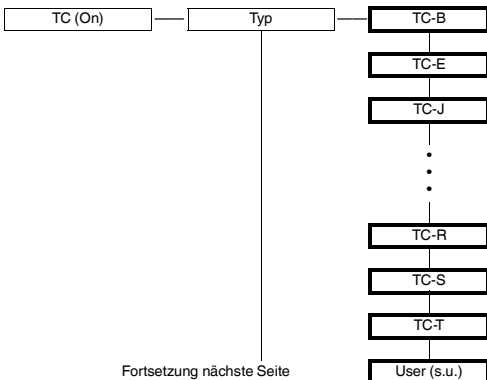 TC (On)
Typ
TC-B
TC-E
TC-J
TC-R
TC-S
TC-T
Fortsetzung nächste Seite
User (s.u.)